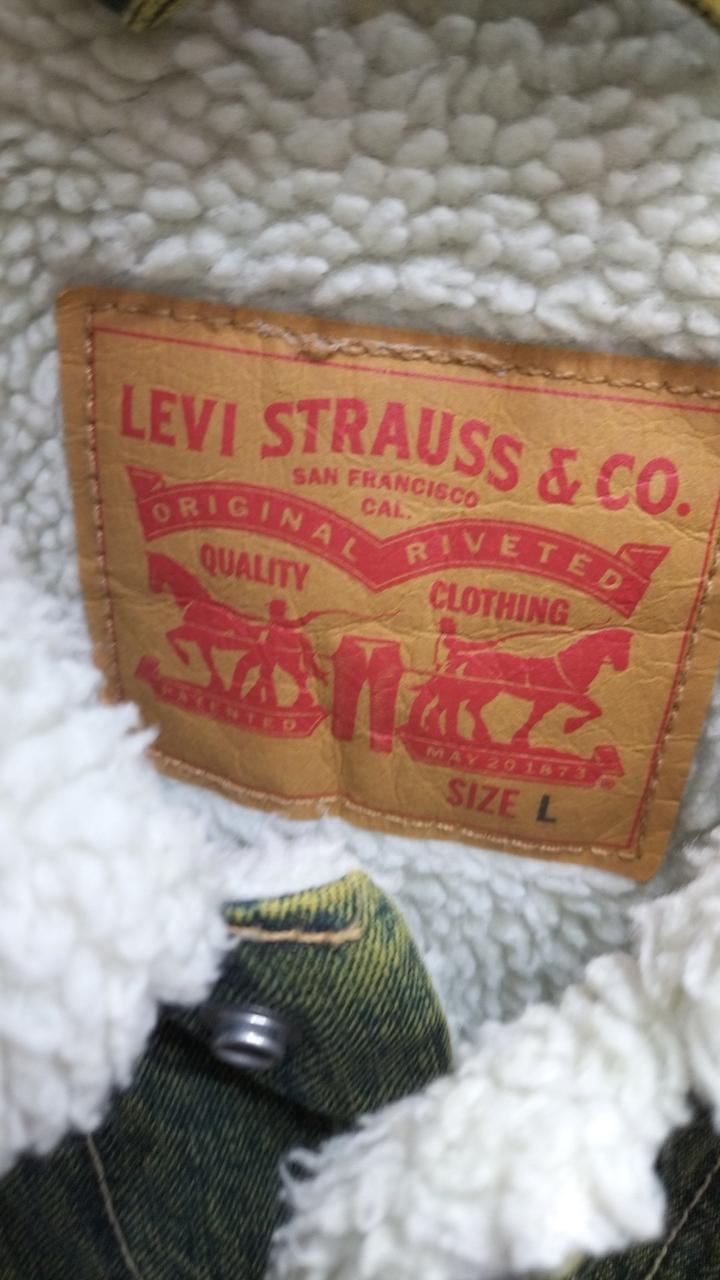 LEVI STRAUSS & CO.
SAN FRANCISCO
CAL.
ORIGINAL RIVETED
QUALITY CLOTHING
PATENTED MAY 20 1873
®
SIZE L